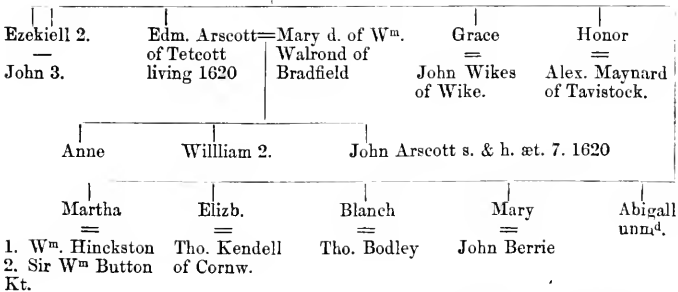 Ezekiell 2. Edm. Arscott=Mary d. of Wm. Grace Honor
— of Tetcott Walrond of = =
John 3. living 1620 Bradfield John Wikes Alex. Maynard
of Wike. of Tavistock.
Anne Willliam 2. John Arscott s. & h. æt. 7. 1620
Martha Elizb. Blanch Mary Abigall
= = = = unmd.
1. Wm. Hinckston Tho. Kendell Tho. Bodley John Berrie
2. Sir Wm Button of Cornw.
Kt.